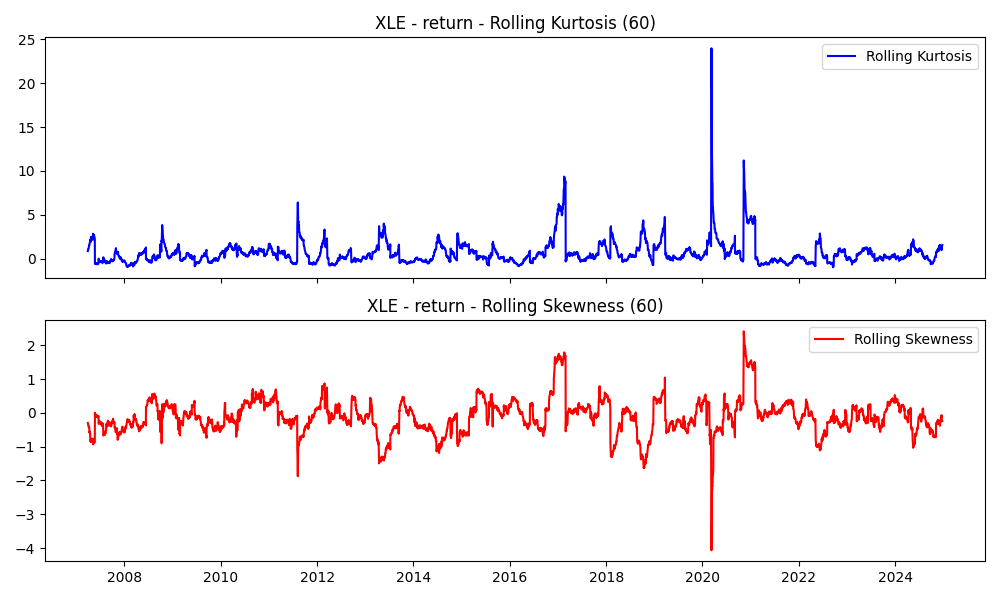 XLE - return - Rolling Kurtosis (60)
25
20
15
10
5
0
Rolling Kurtosis
XLE - return - Rolling Skewness (60)
2
1
0
−1
−2
−3
−4
Rolling Skewness
2008 2010 2012 2014 2016 2018 2020 2022 2024